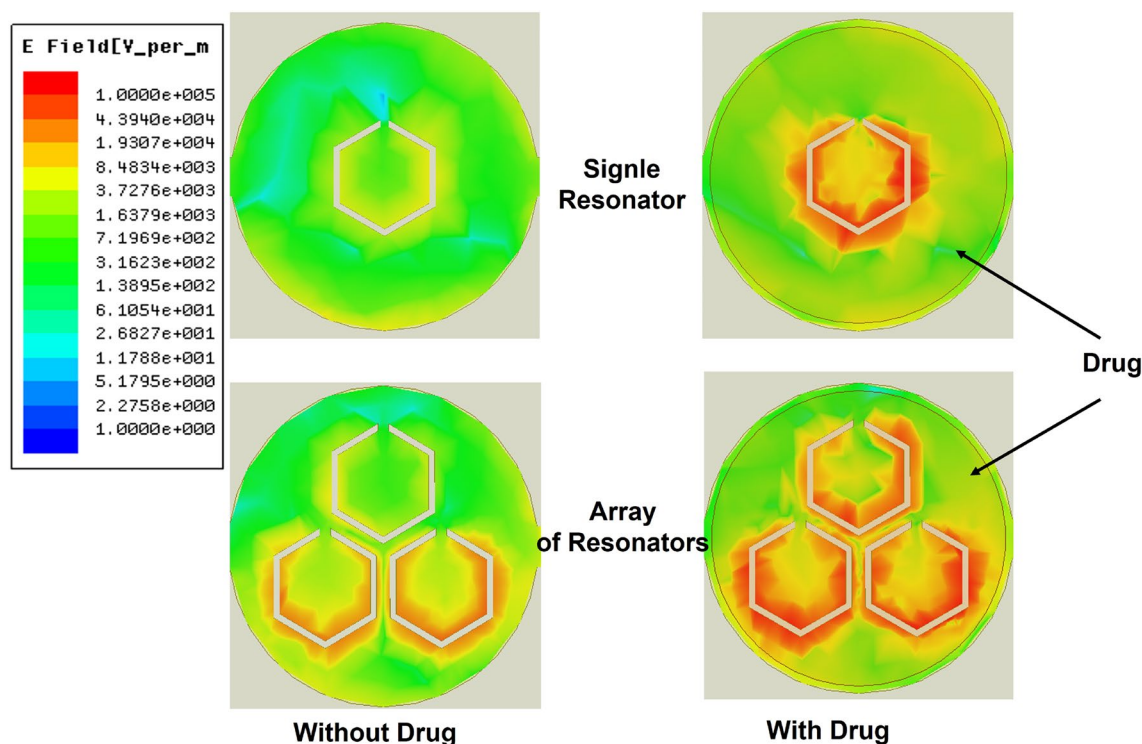 E Field[V_per_m
1.0000e+005
4.3940e+004
1.9307e+004
8.4834e+003
3.7276e+003
1.6379e+003
7.1969e+002
3.1623e+002
1.3895e+002
6.1054e+001
2.6827e+001
1.1788e+001
5.1795e+000
2.2758e+000
1.0000e+000
Signle
Resonator
Drug
Array
of Resonators
Without Drug
With Drug